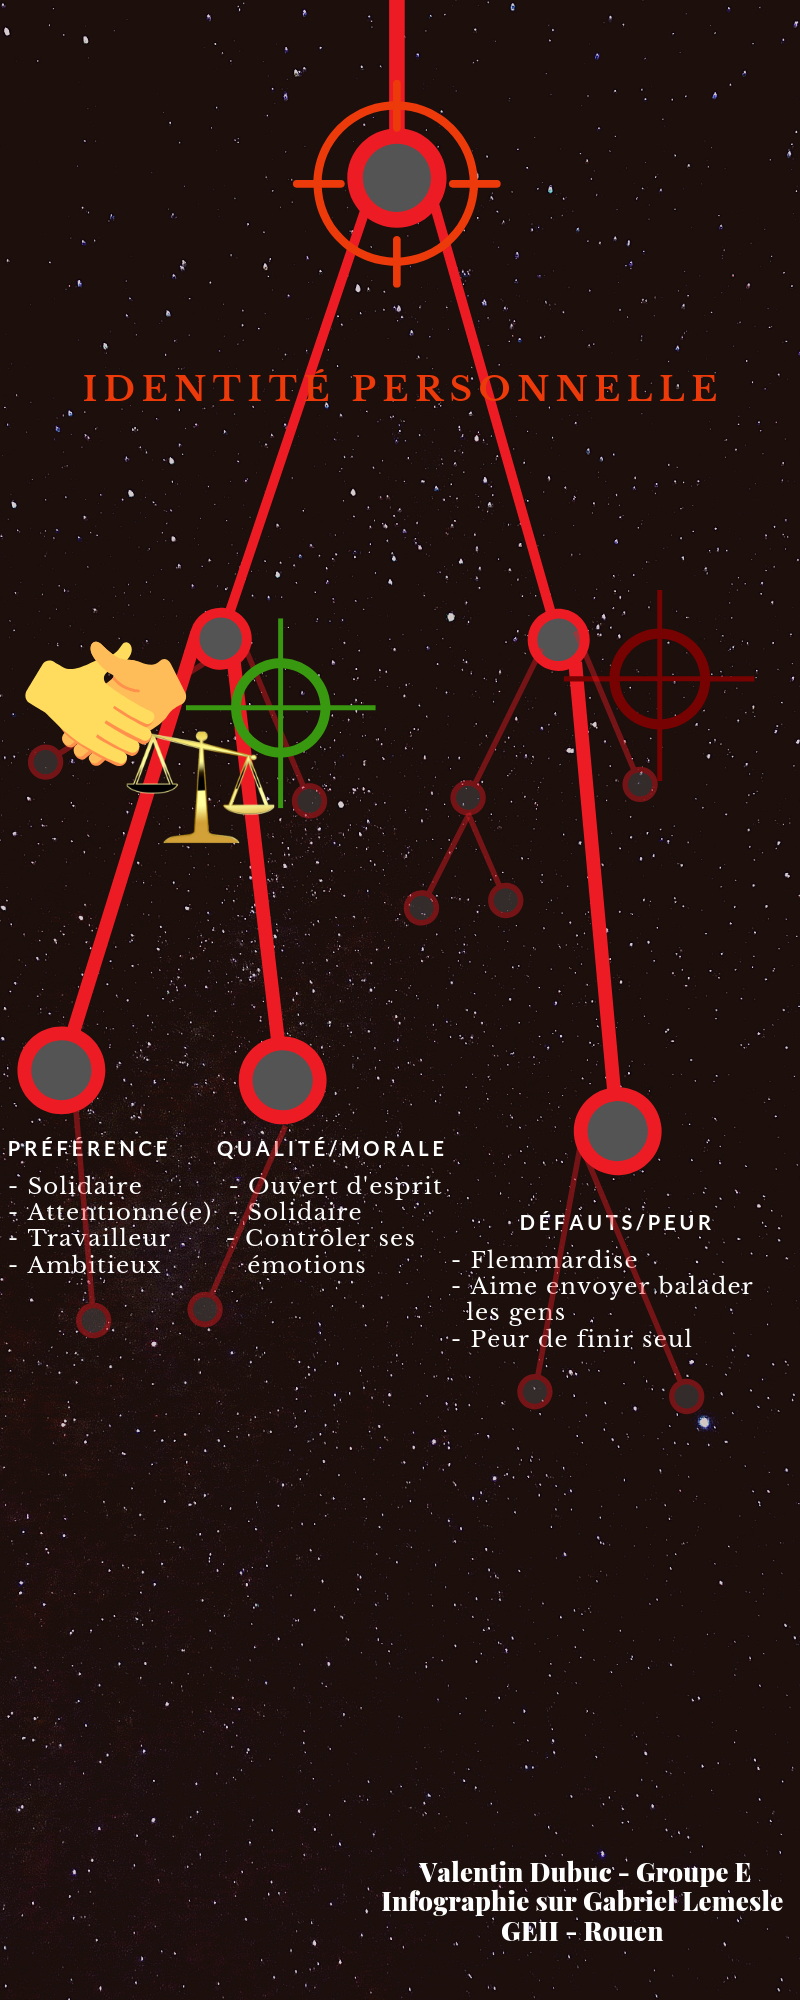 IDENTITÉ PERSONNELLE
PRÉFÉRENCE
- Solidaire
- Attentionné(e)
- Travailleur
- Ambitieux
QUALITÉ/MORALE
- Ouvert d'esprit
- Solidaire
- Contrôler ses
émotions
DÉFAUTS/PEUR
- Flemmardise
- Aime envoyer balader
les gens
- Peur de finir seul
Valentin Dubuc - Groupe E
Infographie sur Gabriel Lemesle
GEII - Rouen